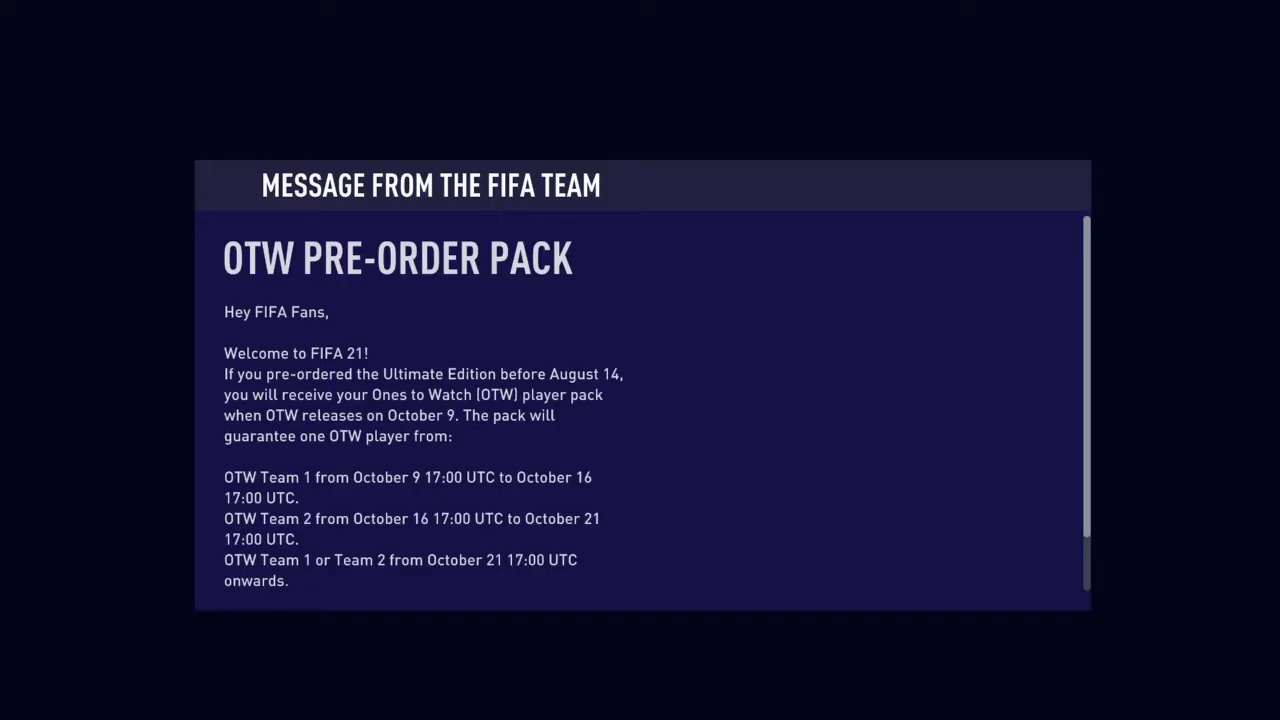 MESSAGE FROM THE FIFA TEAM
OTW PRE-ORDER PACK
Hey FIFA Fans,
Welcome to FIFA 21!
If you pre-ordered the Ultimate Edition before August 14,
you will receive your Ones to Watch (OTW) player pack
when OTW releases on October 9. The pack will
guarantee one OTW player from:
OTW Team 1 from October 9 17:00 UTC to October 16
17:00 UTC.
OTW Team 2 from October 16 17:00 UTC to October 21
17:00 UTC.
OTW Team 1 or Team 2 from October 21 17:00 UTC
onwards.